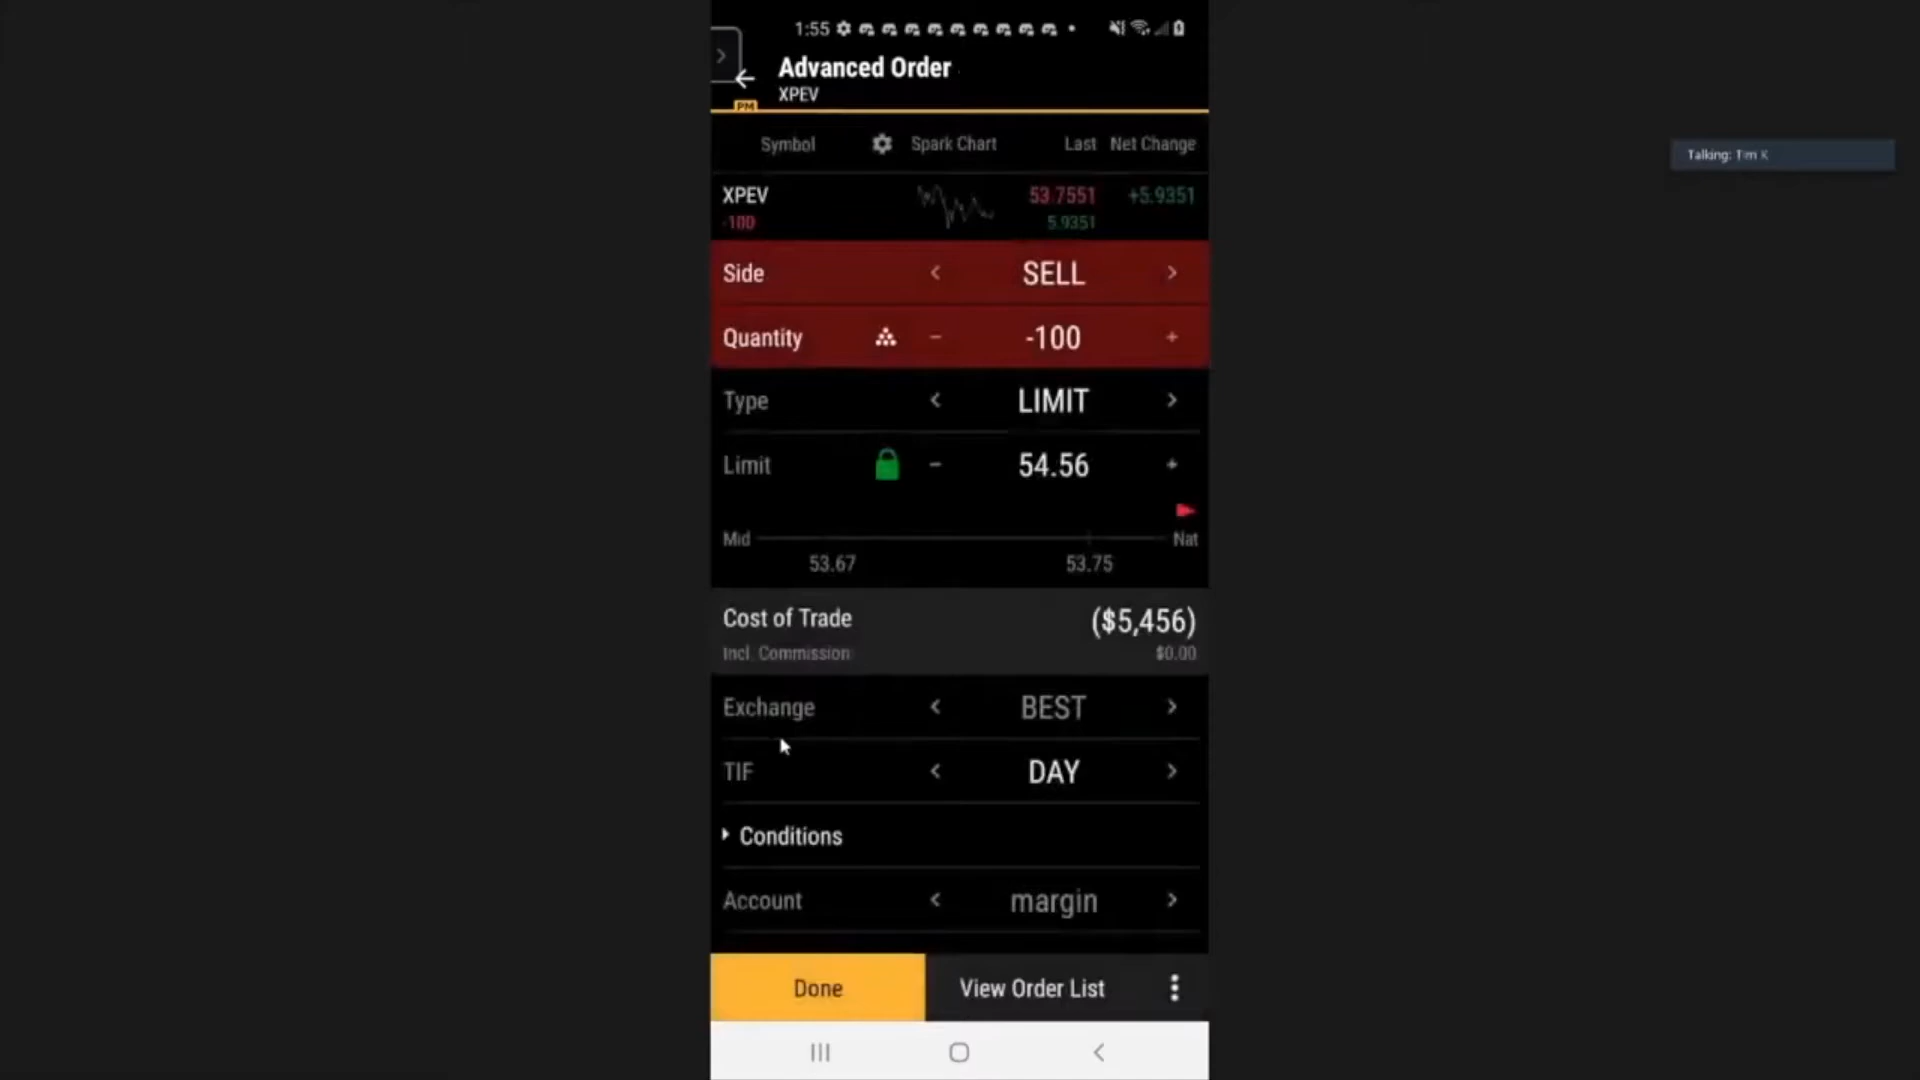 1:55
Advanced Order
XPEV
PM
Symbol Spark Chart Last Net Change
XPEV 53.7551 +5.9351
-100 5.9351
Side < SELL >
Quantity - -100 +
Type < LIMIT >
Limit - 54.56 +
Mid Nat
53.67 53.75
Cost of Trade ($5,456)
Incl. Commission $0.00
Exchange < BEST >
TIF < DAY >
Conditions
Account < margin >
Done View Order List
Talking: Tim K